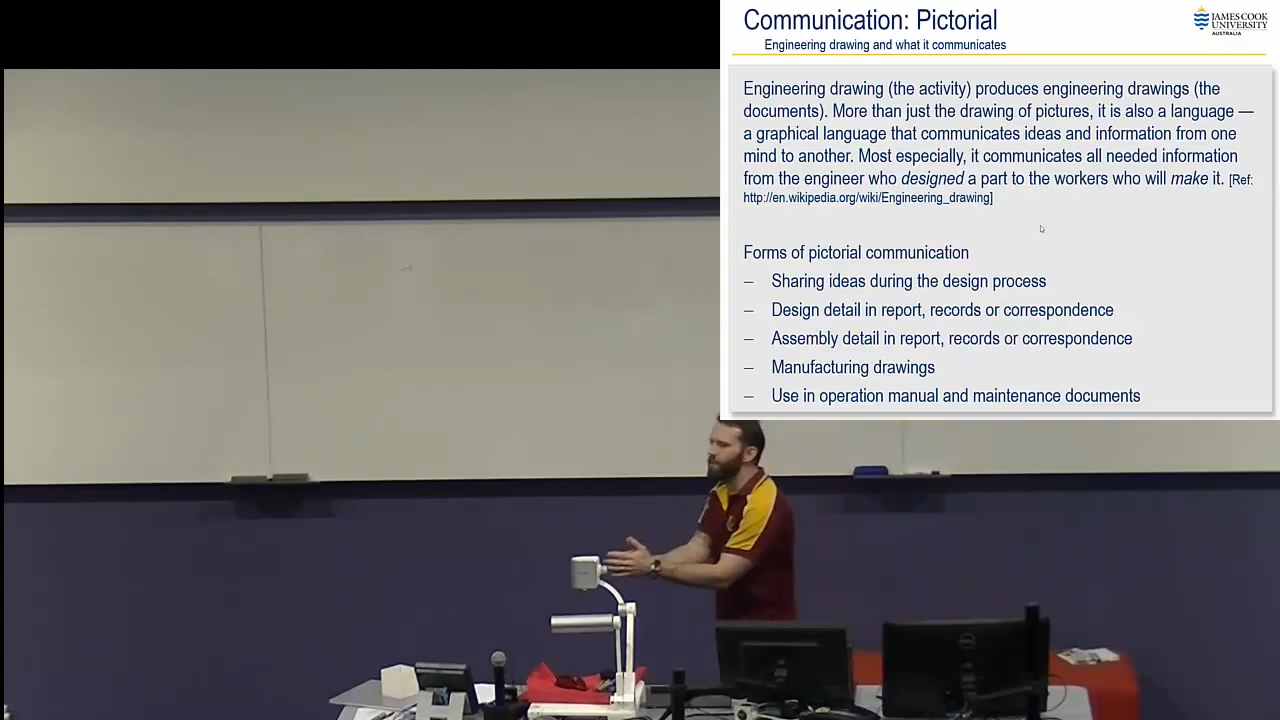 Communication: Pictorial
Engineering drawing and what it communicates
JAMES COOK
UNIVERSITY
AUSTRALIA
Engineering drawing (the activity) produces engineering drawings (the
documents). More than just the drawing of pictures, it is also a language —
a graphical language that communicates ideas and information from one
mind to another. Most especially, it communicates all needed information
from the engineer who designed a part to the workers who will make it. [Ref:
http://en.wikipedia.org/wiki/Engineering_drawing]
Forms of pictorial communication
– Sharing ideas during the design process
– Design detail in report, records or correspondence
– Assembly detail in report, records or correspondence
– Manufacturing drawings
– Use in operation manual and maintenance documents